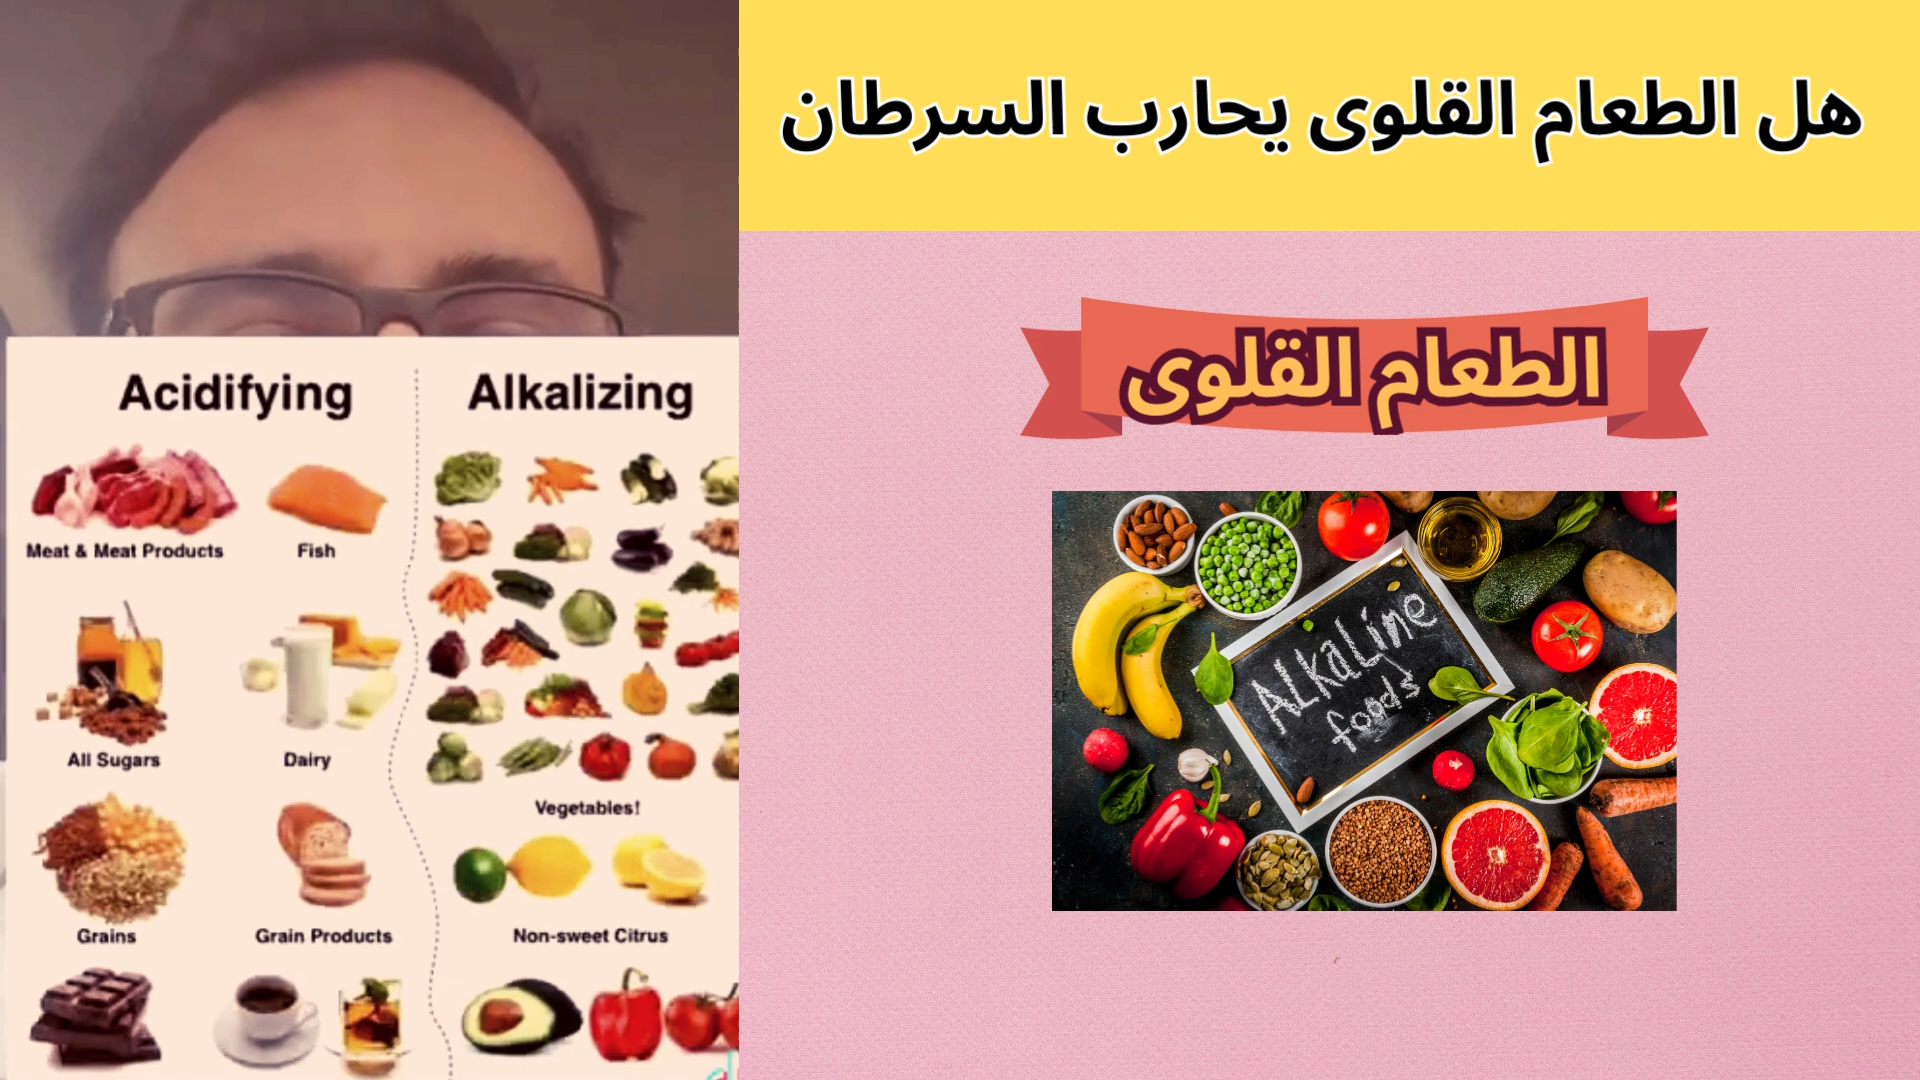 هل الطعام القلوى يحارب السرطان
الطعام القلوى
ALKaLine
foods
Acidifying
Alkalizing
Meat & Meat Products
Fish
All Sugars
Dairy
Vegetables!
Grains
Grain Products
Non-sweet Citrus